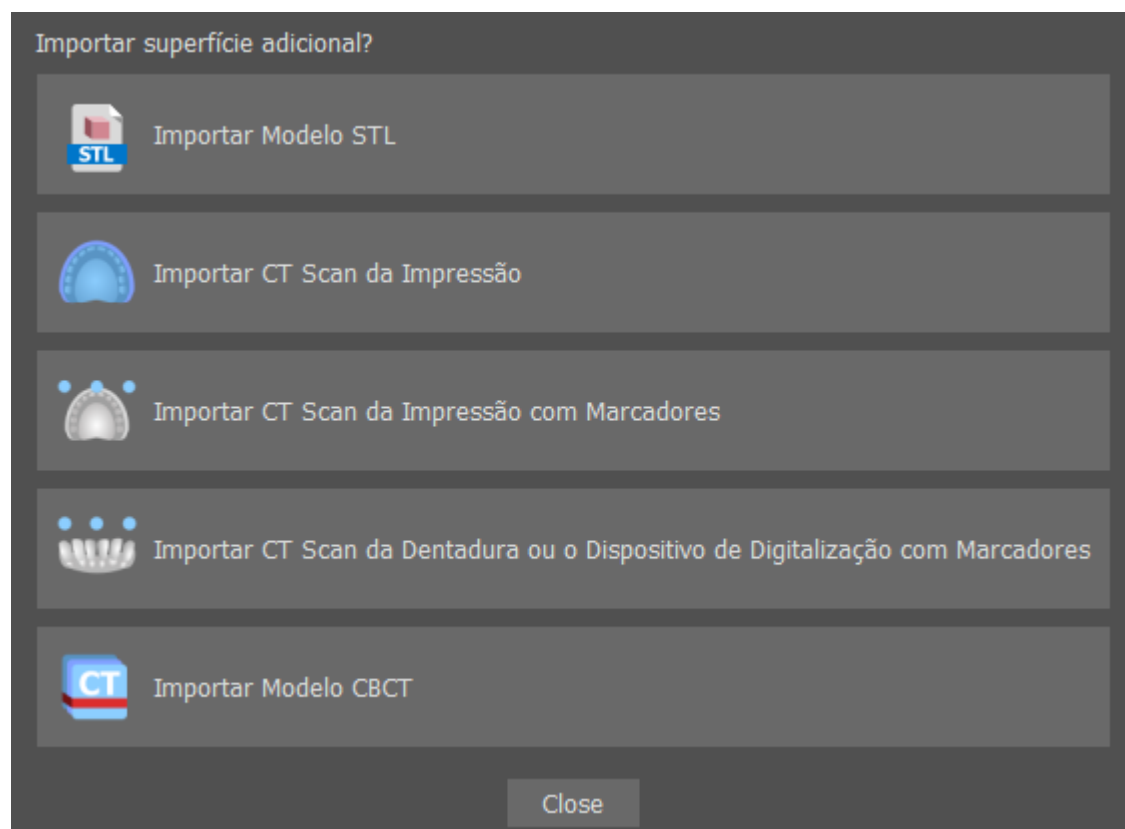 Importar superfície adicional?
STL
Importar Modelo STL
Importar CT Scan da Impressão
Importar CT Scan da Impressão com Marcadores
Importar CT Scan da Dentadura ou o Dispositivo de Digitalização com Marcadores
CT
Importar Modelo CBCT
Close